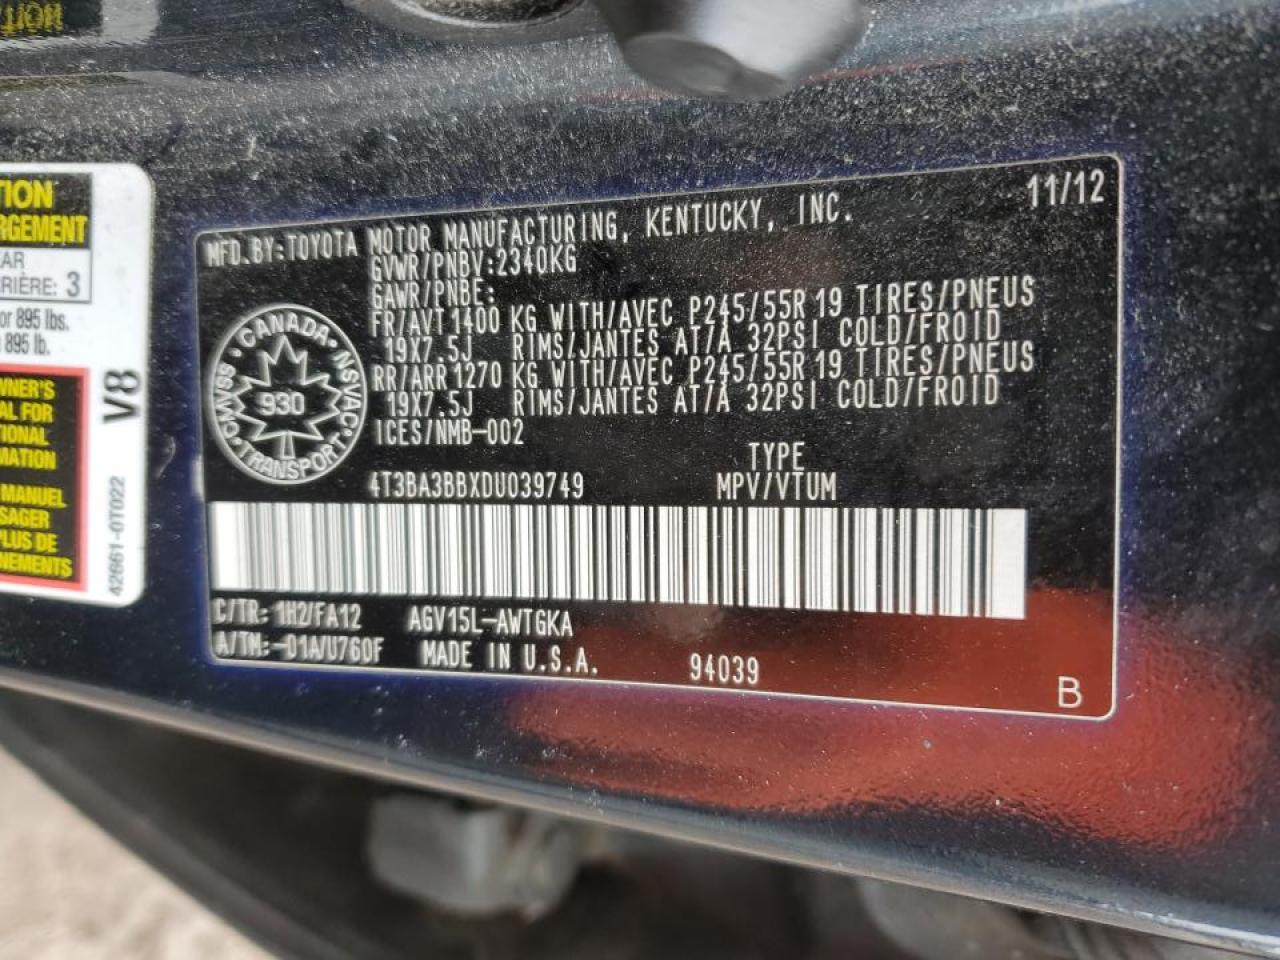 TION
TION
RGEMENT
EAR
RRIÈRE: 3
or 895 lbs.
895 lb.
WNER'S
AL FOR
TIONAL
MATION
MANUEL
SAGER
PLUS DE
NEMENTS
V8
42661-0T022
11/12
MFD.BY:TOYOTA MOTOR MANUFACTURING, KENTUCKY, INC.
GVWR/PNBV:2340KG
GAWR/PNBE:
FR/AVT 1400 KG WITH/AVEC P245/55R19 TIRES/PNEUS
19X7.5J RIMS/JANTES AT/À 32PSI COLD/FROID
RR/ARR 1270 KG WITH/AVEC P245/55R19 TIRES/PNEUS
19X7.5J RIMS/JANTES AT/À 32PSI COLD/FROID
ICES/NMB-002
CANADA · NSVAC · TRANSPORT · CMVSS
930
4T3BA3BBXDU039749
TYPE
MPV/VTUM
C/TR: 1H2/FA12 AGV15L-AWTGKA
A/TM:-01A/U760F MADE IN U.S.A. 94039
B